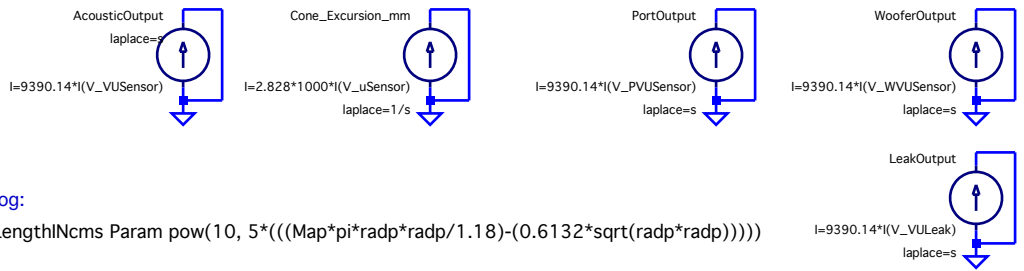 AcousticOutput
laplace=s
I=9390.14*I(V_VUSensor)
Cone_Excursion_mm
I=2.828*1000*I(V_uSensor)
laplace=1/s
PortOutput
I=9390.14*I(V_PVUSensor)
laplace=s
WooferOutput
I=9390.14*I(V_WVUSensor)
laplace=s
LeakOutput
I=9390.14*I(V_VULeak)
laplace=s
og:
LengthINcms Param pow(10, 5*(((Map*pi*radp*radp/1.18)-(0.6132*sqrt(radp*radp)))))